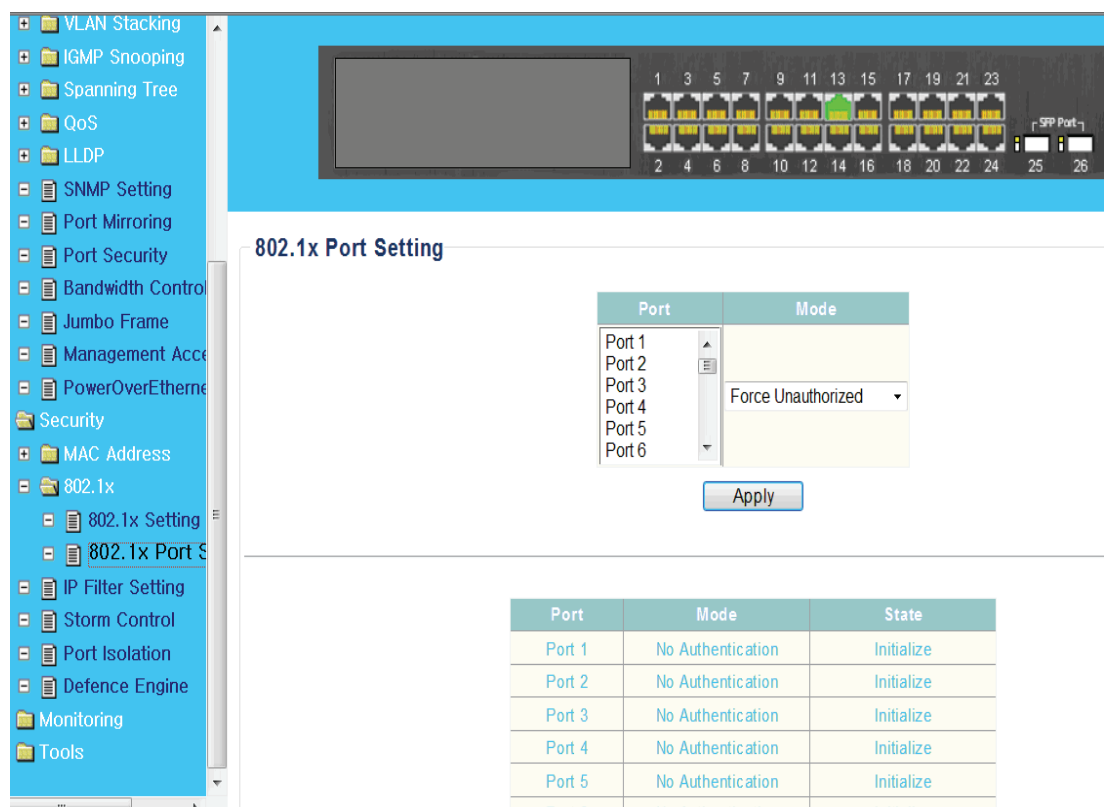 VLAN Stacking
IGMP Snooping
Spanning Tree
QoS
LLDP
SNMP Setting
Port Mirroring
Port Security
Bandwidth Control
Jumbo Frame
Management Acce
PowerOverEtherne
Security
MAC Address
802.1x
802.1x Setting
802.1x Port S
IP Filter Setting
Storm Control
Port Isolation
Defence Engine
Monitoring
Tools
1 3 5 7 9 11 13 15 17 19 21 23
SFP Port
2 4 6 8 10 12 14 16 18 20 22 24 25 26
802.1x Port Setting
Port Mode
Port 1
Port 2
Port 3
Port 4
Port 5
Port 6
Force Unauthorized
Apply
Port Mode State
Port 1 No Authentication Initialize
Port 2 No Authentication Initialize
Port 3 No Authentication Initialize
Port 4 No Authentication Initialize
Port 5 No Authentication Initialize